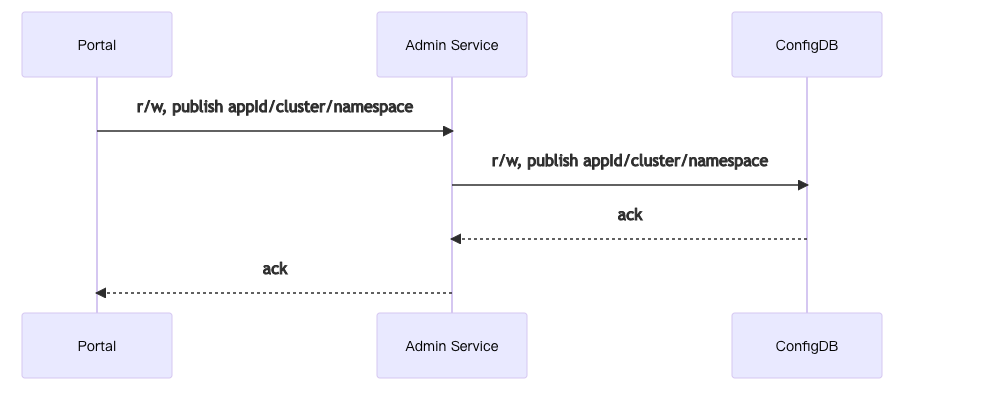 Portal
Admin Service
ConfigDB
r/w, publish appId/cluster/namespace
r/w, publish appId/cluster/namespace
ack
ack
Portal
Admin Service
ConfigDB